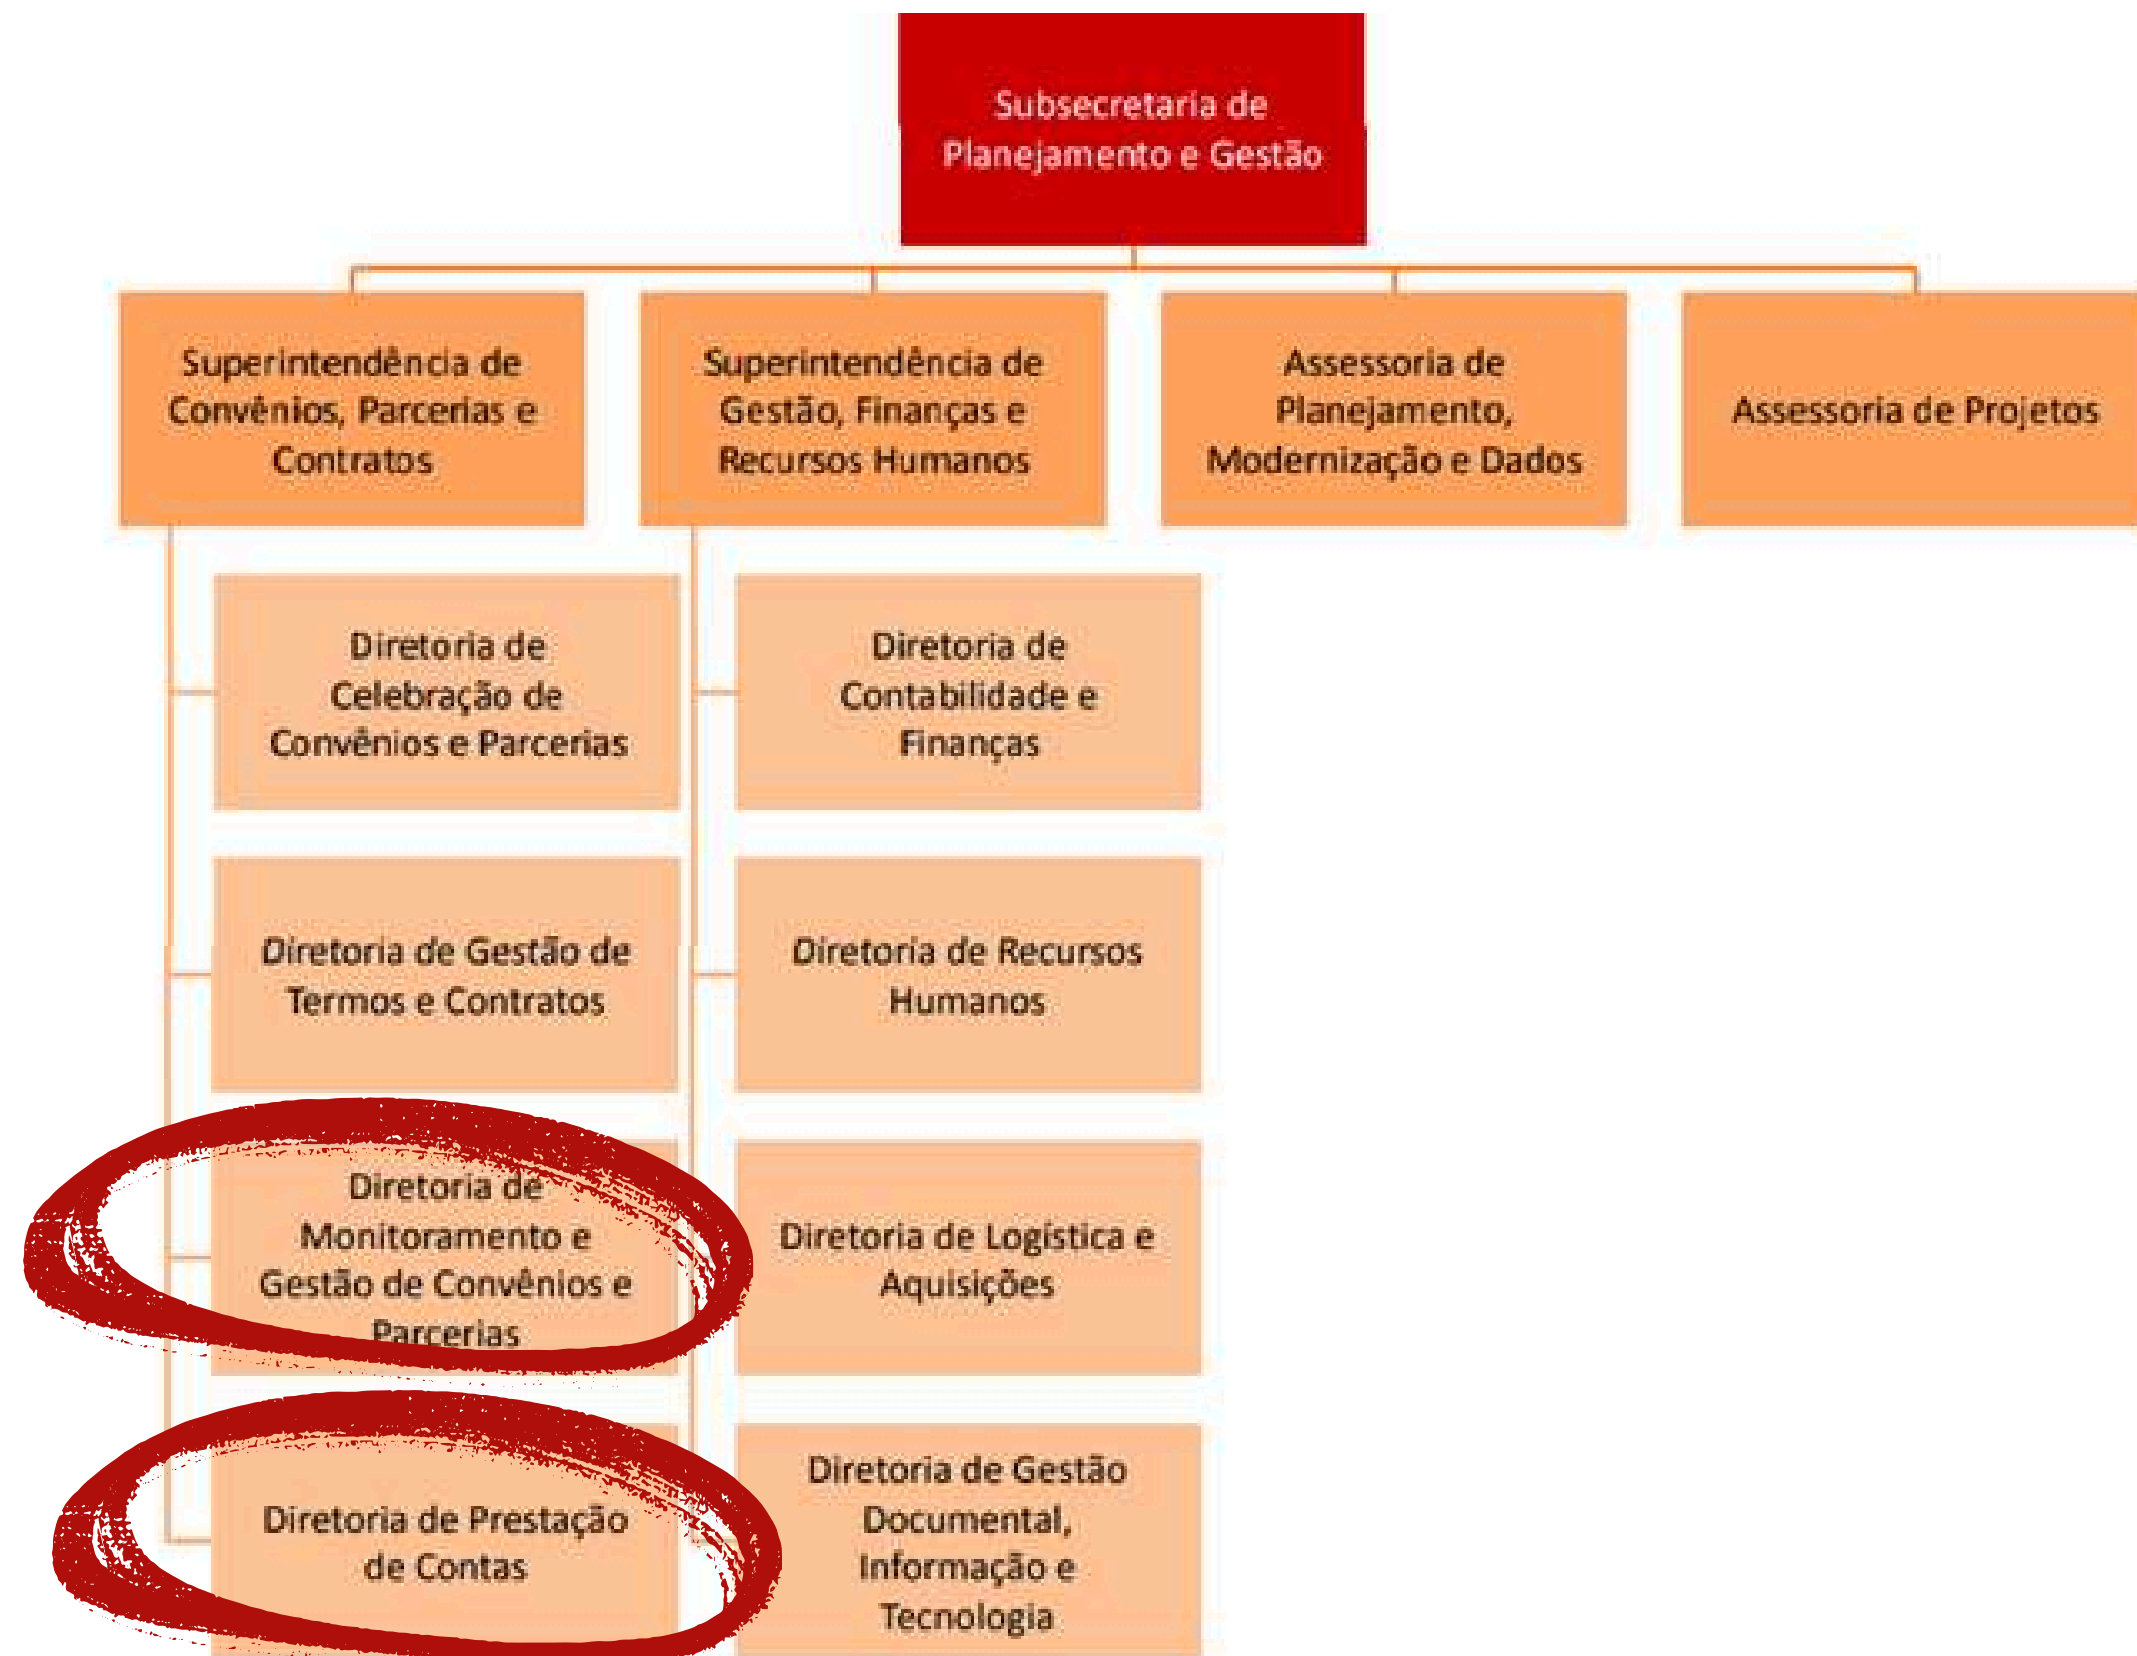 Subsecretaria de
Planejamento e Gestão
Superintendência de
Convênios, Parcerias e
Contratos
Superintendência de
Gestão, Finanças e
Recursos Humanos
Assessoria de
Planejamento,
Modernização e Dados
Assessoria de Projetos
Diretoria de
Celebração de
Convênios e Parcerias
Diretoria de
Contabilidade e
Finanças
Diretoria de Gestão de
Termos e Contratos
Diretoria de Recursos
Humanos
Diretoria de
Monitoramento e
Gestão de Convênios e
Parcerias
Diretoria de Logística e
Aquisições
Diretoria de Prestação
de Contas
Diretoria de Gestão
Documental,
Informação e
Tecnologia